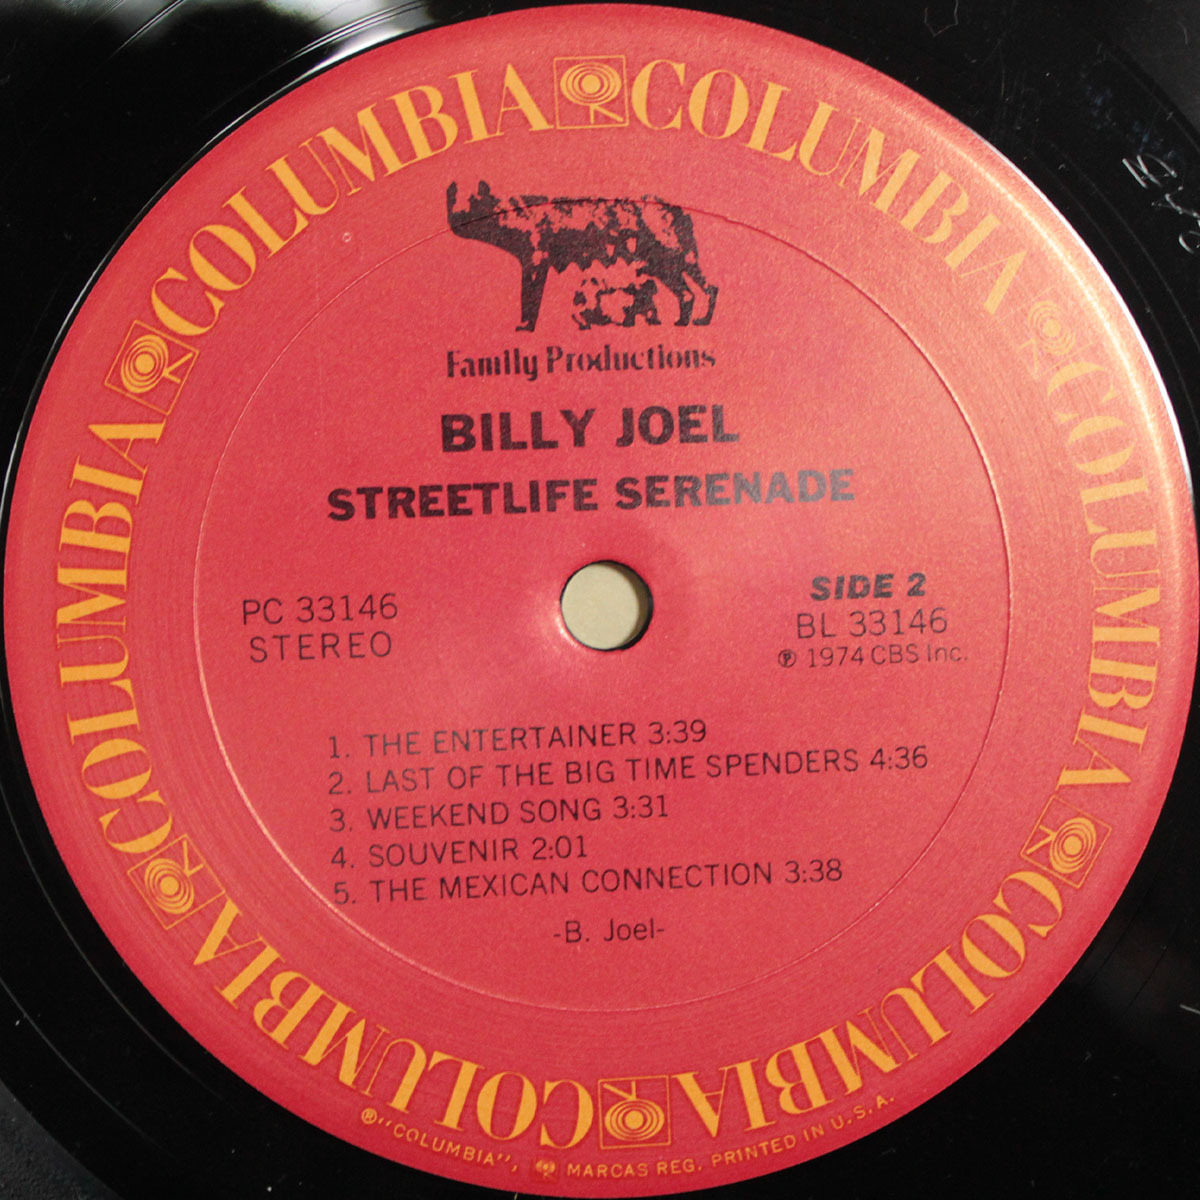 COLUMBIA COLUMBIA COLUMBIA COLUMBIA COLUMBIA COLUMBIA COLUMBIA COLUMBIA
Family Productions
BILLY JOEL
STREETLIFE SERENADE
PC 33146
STEREO
SIDE 2
BL 33146
℗ 1974 CBS Inc.
1. THE ENTERTAINER 3:39
2. LAST OF THE BIG TIME SPENDERS 4:36
3. WEEKEND SONG 3:31
4. SOUVENIR 2:01
5. THE MEXICAN CONNECTION 3:38
-B. Joel-
®"COLUMBIA", MARCAS REG. PRINTED IN U.S.A.